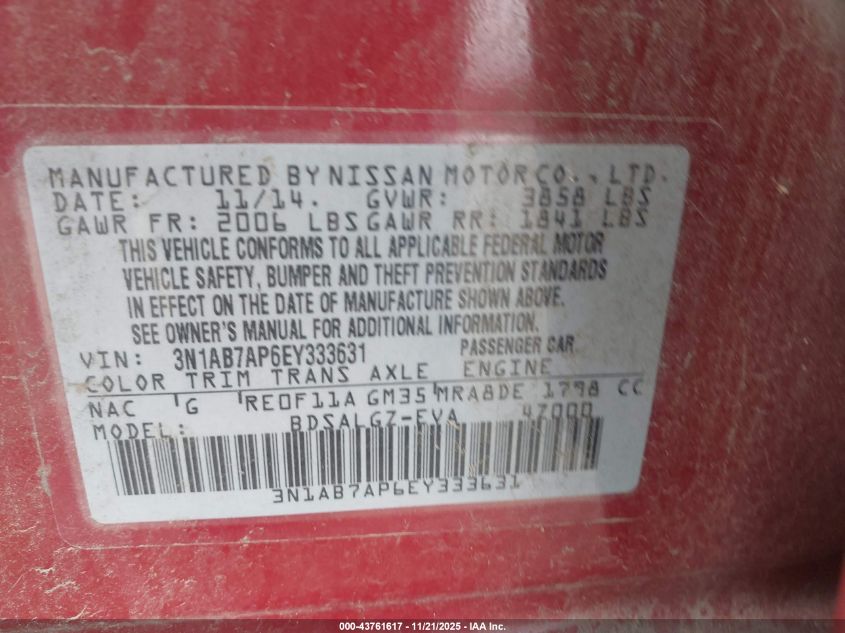 MANUFACTURED BY NISSAN MOTOR CO., LTD.
DATE: 11/14. GVWR: 3858 LBS
GAWR FR: 2006 LBS GAWR RR: 1841 LBS
THIS VEHICLE CONFORMS TO ALL APPLICABLE FEDERAL MOTOR
VEHICLE SAFETY, BUMPER AND THEFT PREVENTION STANDARDS
IN EFFECT ON THE DATE OF MANUFACTURE SHOWN ABOVE.
SEE OWNER'S MANUAL FOR ADDITIONAL INFORMATION.
VIN: 3N1AB7AP6EY333631 PASSENGER CAR
COLOR TRIM TRANS AXLE ENGINE
NAC G RE0F11A GM35 MRA8DE 1798 CC
MODEL: BDSALGZ-EVA 47000
3N1AB7AP6EY333631
000-43761617 - 11/21/2025 - IAA Inc.